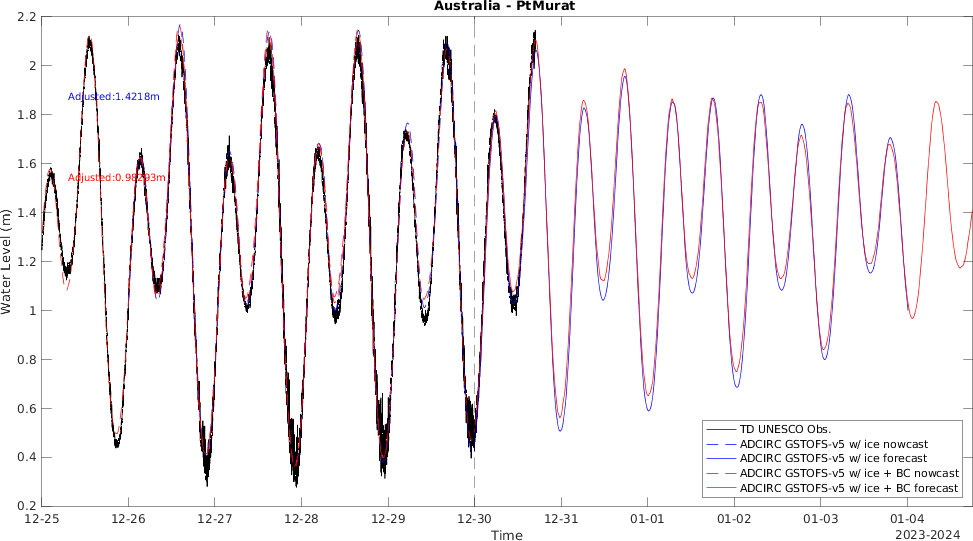 Australia - PtMurat
2.2
2
1.8
1.6
1.4
1.2
1
0.8
0.6
0.4
0.2
Water Level (m)
Adjusted:1.4218m
Adjusted:0.98293m
TD UNESCO Obs.
ADCIRC GSTOFS-v5 w/ ice nowcast
ADCIRC GSTOFS-v5 w/ ice forecast
ADCIRC GSTOFS-v5 w/ ice + BC nowcast
ADCIRC GSTOFS-v5 w/ ice + BC forecast
12-25 12-26 12-27 12-28 12-29 12-30 12-31 01-01 01-02 01-03 01-04
Time
2023-2024